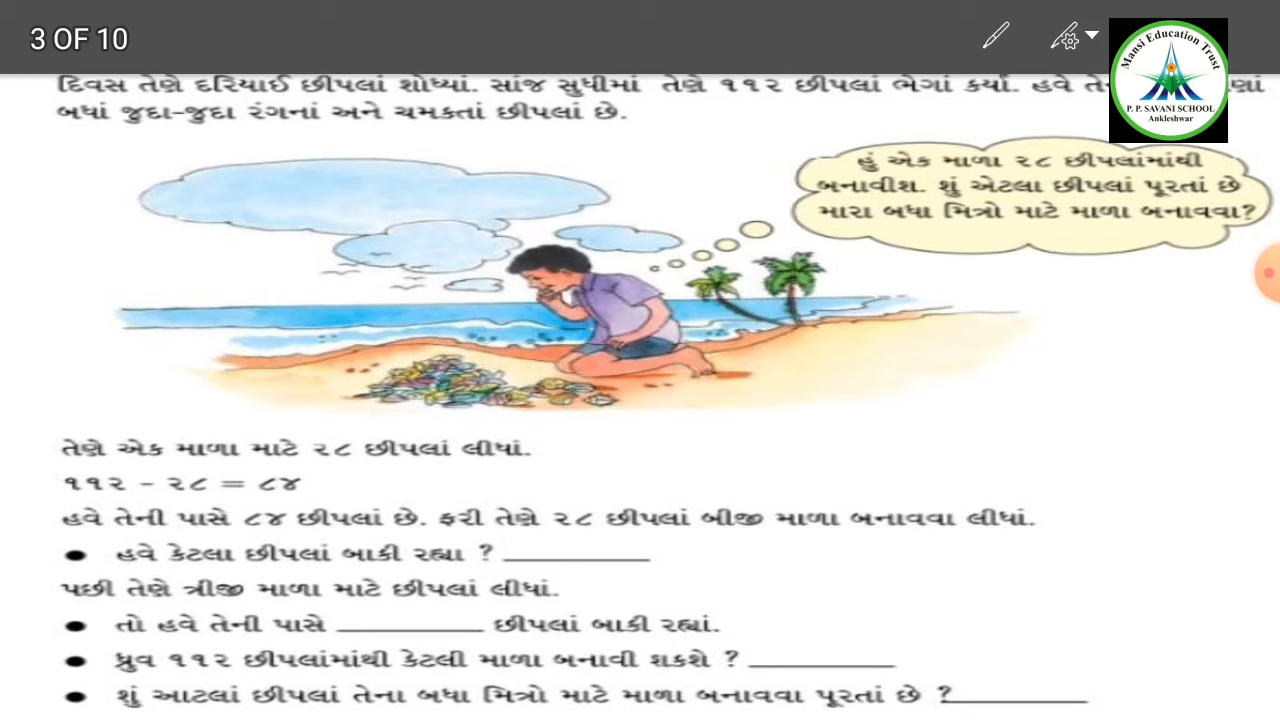 3 OF 10
Mansi Education Trust
P. P. SAVANI SCHOOL
Ankleshwar
દિવસ તેણે દરિયાઈ છીપલાં શોધ્યાં. સાંજ સુધીમાં તેણે ૧૧૨ છીપલાં ભેગાં કર્યાં. હવે
બધાં જુદા-જુદા રંગનાં અને ચમકતાં છીપલાં છે.
હું એક માળા ૨૮ છીપલાંમાંથી
બનાવીશ. શું એટલા છીપલાં પૂરતાં છે
મારા બધા મિત્રો માટે માળા બનાવવા?
તેણે એક માળા માટે ૨૮ છીપલાં લીધાં.
૧૧૨ - ૨૮ = ૮૪
હવે તેની પાસે ૮૪ છીપલાં છે. ફરી તેણે ૨૮ છીપલાં બીજી માળા બનાવવા લીધાં.
● હવે કેટલા છીપલાં બાકી રહ્યા ? __________
પછી તેણે ત્રીજી માળા માટે છીપલાં લીધાં.
● તો હવે તેની પાસે __________ છીપલાં બાકી રહ્યાં.
● ધ્રુવ ૧૧૨ છીપલાંમાંથી કેટલી માળા બનાવી શકશે ? __________
● શું આટલાં છીપલાં તેના બધા મિત્રો માટે માળા બનાવવા પૂરતાં છે ?__________